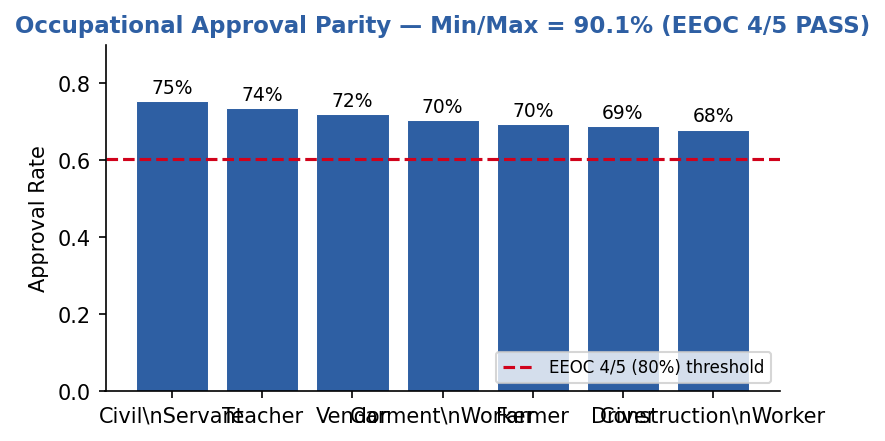 Occupational Approval Parity — Min/Max = 90.1% (EEOC 4/5 PASS)
Approval Rate
0.8
0.6
0.4
0.2
0.0
75%
74%
72%
70%
70%
69%
68%
EEOC 4/5 (80%) threshold
Civil\nServant
Teacher
Vendor
Garment\nWorker
Farmer
Driver
Construction\nWorker